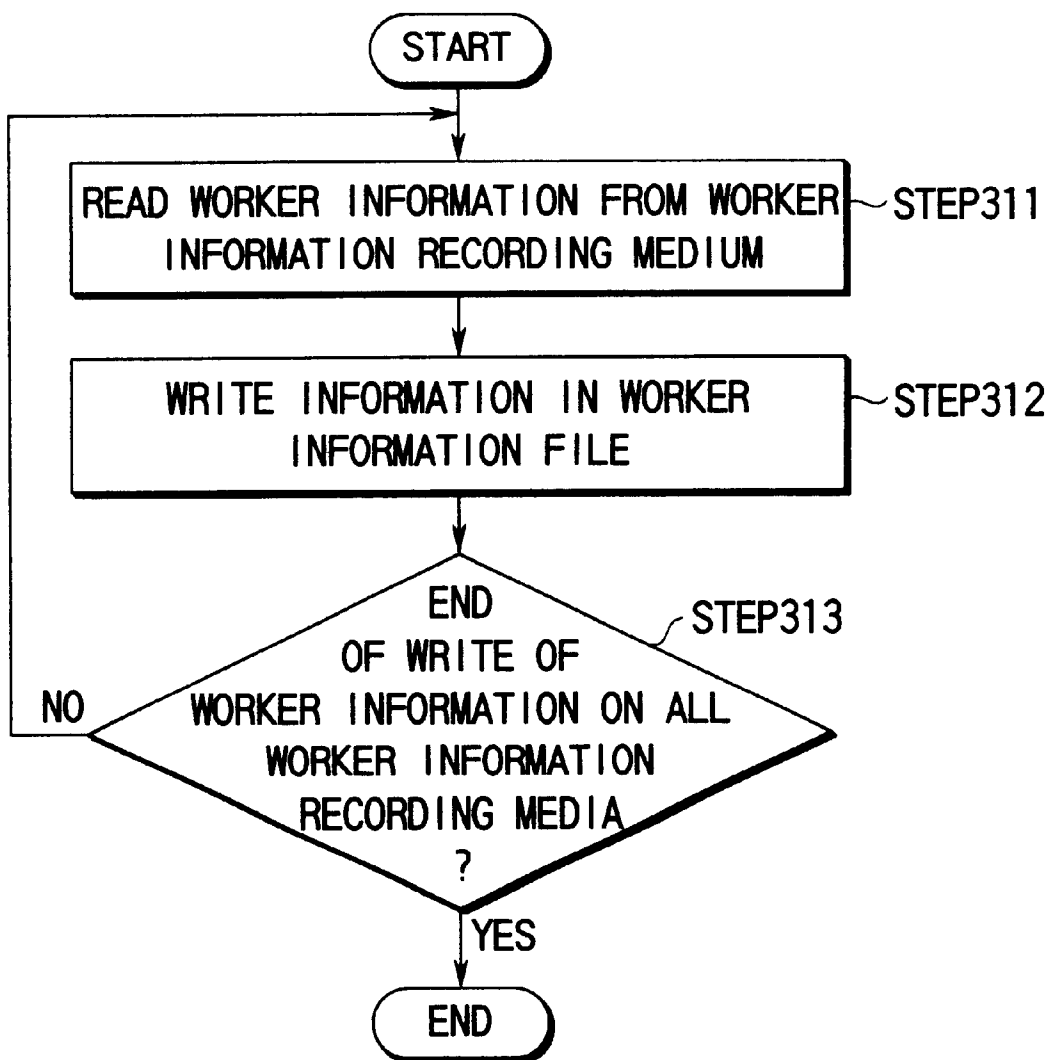 START
READ WORKER INFORMATION FROM WORKER
INFORMATION RECORDING MEDIUM
STEP311
WRITE INFORMATION IN WORKER
INFORMATION FILE
STEP312
END
OF WRITE OF
WORKER INFORMATION ON ALL
WORKER INFORMATION
RECORDING MEDIA
?
STEP313
NO
YES
END